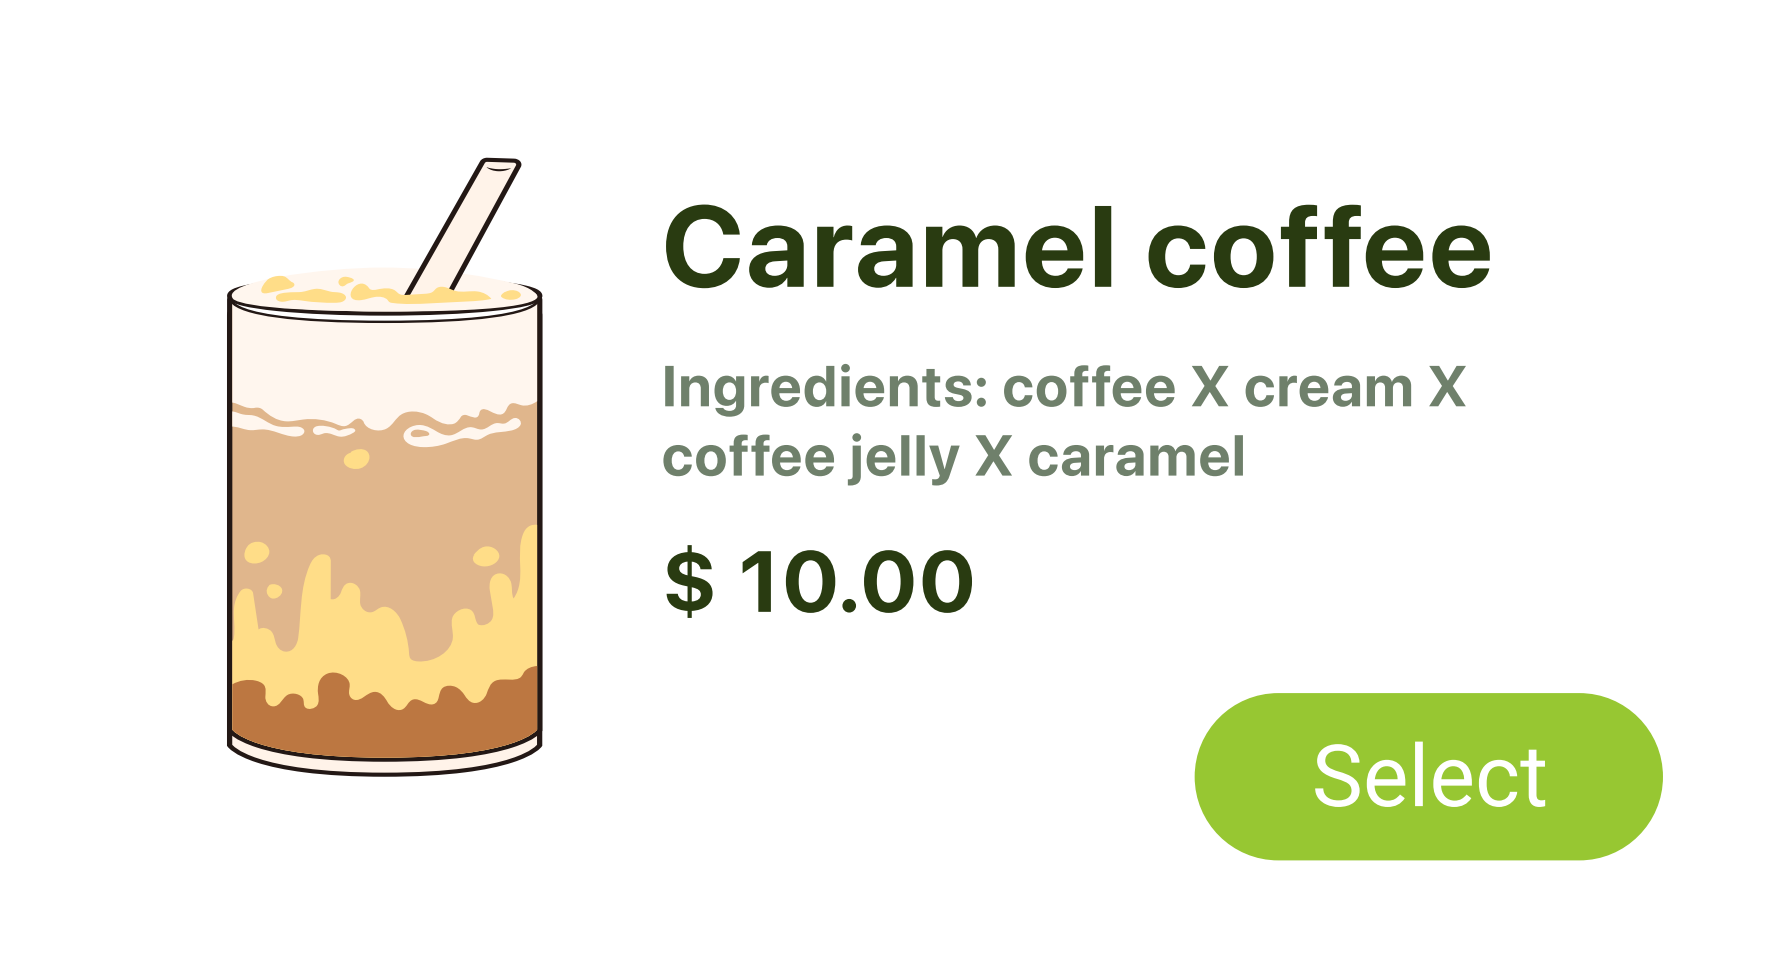 Caramel coffee
Ingredients: coffee X cream X
coffee jelly X caramel
$ 10.00
Select